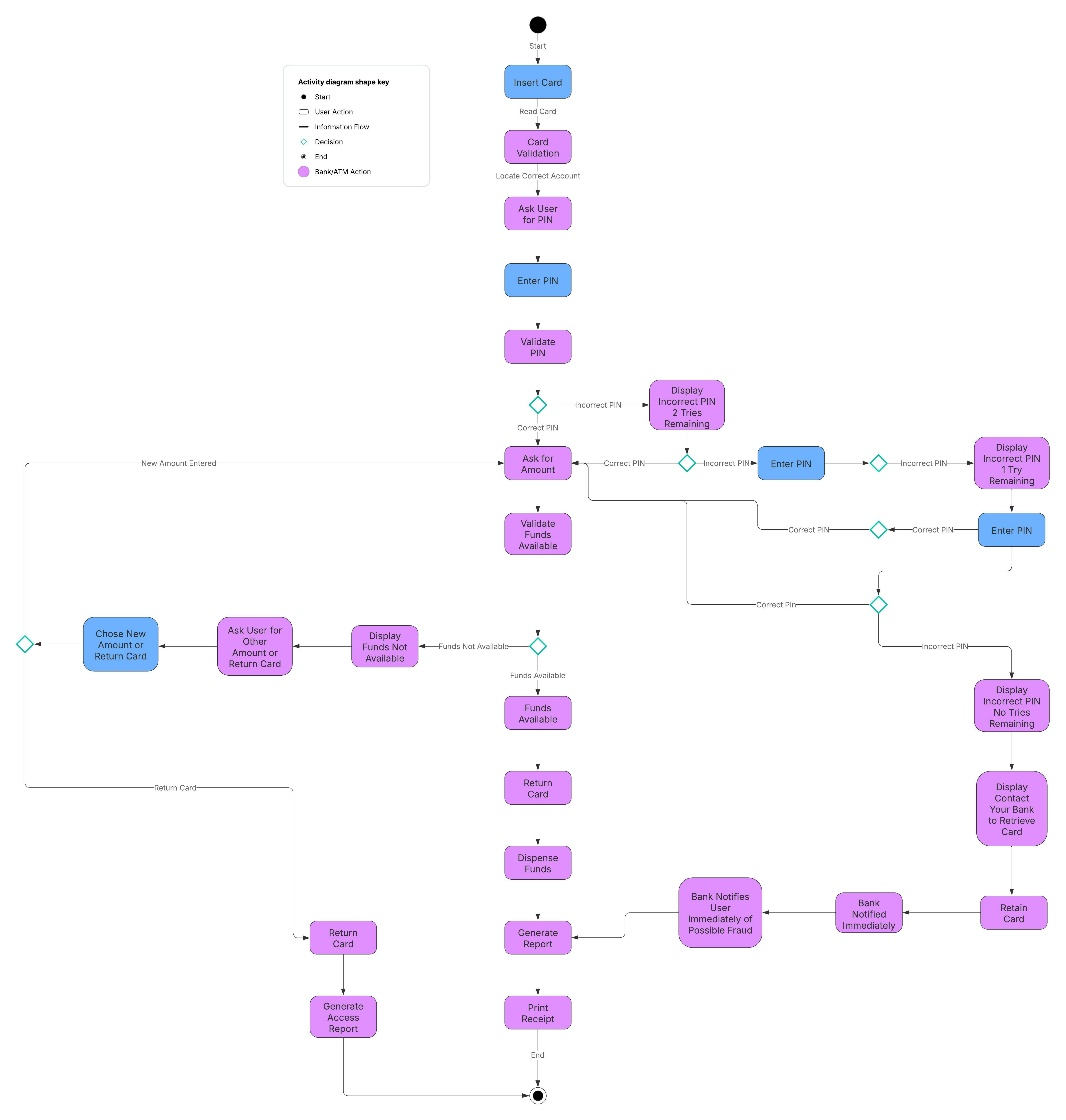 Start
Activity diagram shape key
Start
User Action
Information Flow
Decision
End
Bank/ATM Action
Insert Card
Read Card
Card
Validation
Locate Correct Account
Ask User
for PIN
Enter PIN
Validate
PIN
Incorrect PIN
Display
Incorrect PIN
2 Tries
Remaining
Correct PIN
New Amount Entered
Ask for
Amount
Correct PIN
Incorrect PIN
Enter PIN
Incorrect PIN
Display
Incorrect PIN
1 Try
Remaining
Validate
Funds
Available
Correct PIN
Correct PIN
Enter PIN
Correct PIN
Chose New
Amount or
Return Card
Ask User for
Other
Amount or
Return Card
Display
Funds Not
Available
Funds Not Available
Incorrect PIN
Funds Available
Funds
Available
Display
Incorrect PIN
No Tries
Remaining
Return Card
Return
Card
Display
Contact
Your Bank
to Retrieve
Card
Dispense
Funds
Bank Notifies
User
Immediately of
Possible Fraud
Bank
Notified
Immediately
Retain
Card
Return
Card
Generate
Report
Generate
Access
Report
Print
Receipt
End